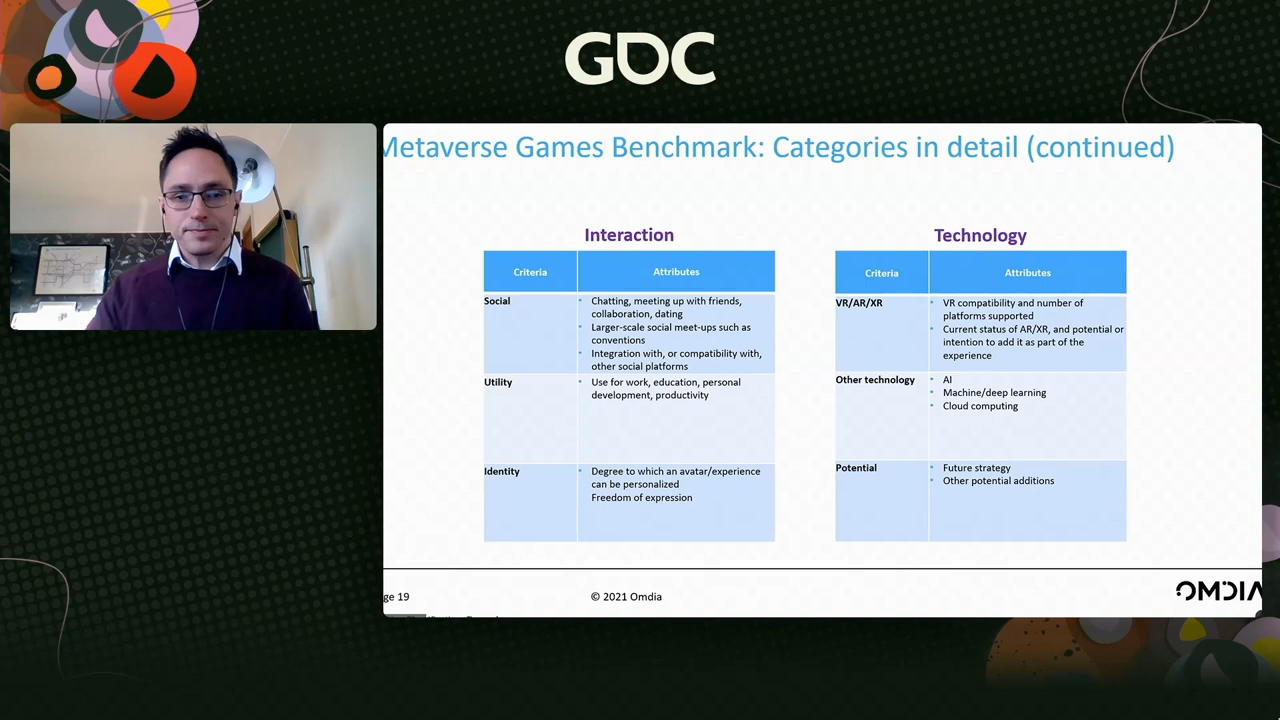 GDC
Metaverse Games Benchmark: Categories in detail (continued)
Interaction
Criteria
Attributes
Social
• Chatting, meeting up with friends,
collaboration, dating
• Larger-scale social meet-ups such as
conventions
• Integration with, or compatibility with,
other social platforms
Utility
• Use for work, education, personal
development, productivity
Identity
• Degree to which an avatar/experience
can be personalized
Freedom of expression
Technology
Criteria
Attributes
VR/AR/XR
• VR compatibility and number of
platforms supported
• Current status of AR/XR, and potential or
intention to add it as part of the
experience
Other technology
• AI
• Machine/deep learning
• Cloud computing
Potential
• Future strategy
• Other potential additions
ge 19
© 2021 Omdia
OMDIA